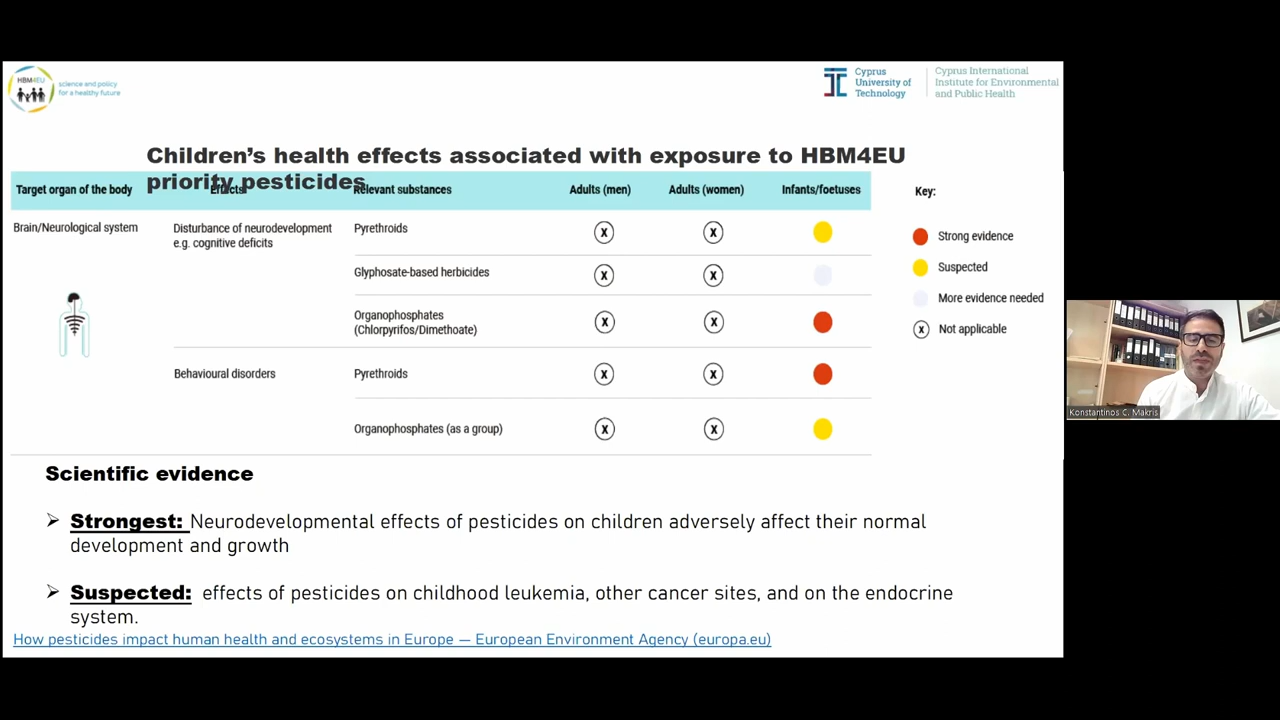 HBM4EU
science and policy
for a healthy future
Cyprus
University of
Technology
Cyprus International
Institute for Environmental
and Public Health
Children’s health effects associated with exposure to HBM4EU
priority pesticides
Target organ of the body
Effects
Relevant substances
Adults (men)
Adults (women)
Infants/foetuses
Key:
Brain/Neurological system
Disturbance of neurodevelopment
e.g. cognitive deficits
Pyrethroids
x
x
Strong evidence
Suspected
Glyphosate-based herbicides
x
x
More evidence needed
Organophosphates
(Chlorpyrifos/Dimethoate)
x
x
x
Not applicable
Behavioural disorders
Pyrethroids
x
x
Organophosphates (as a group)
x
x
Konstantinos C. Makris
Scientific evidence
➢ Strongest: Neurodevelopmental effects of pesticides on children adversely affect their normal
development and growth
➢ Suspected: effects of pesticides on childhood leukemia, other cancer sites, and on the endocrine
system.
How pesticides impact human health and ecosystems in Europe — European Environment Agency (europa.eu)